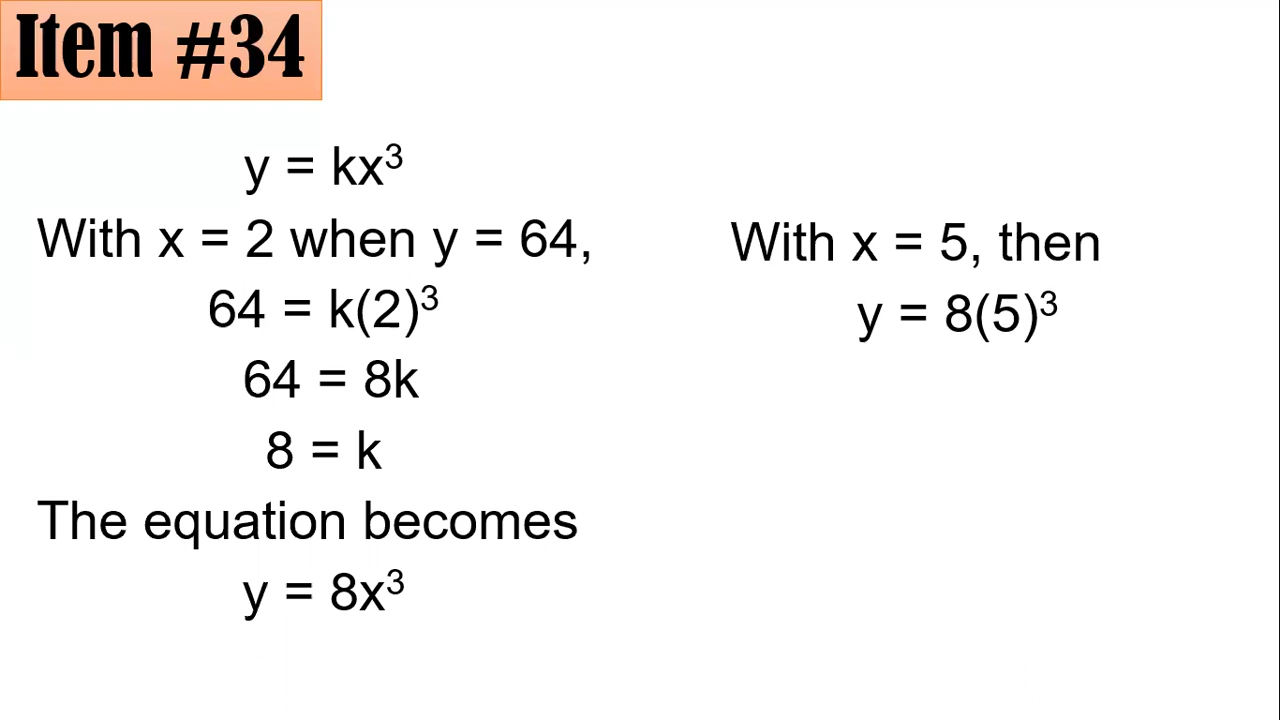 Item #34
y = kx³
With x = 2 when y = 64,
64 = k(2)³
64 = 8k
8 = k
The equation becomes
y = 8x³
With x = 5, then
y = 8(5)³